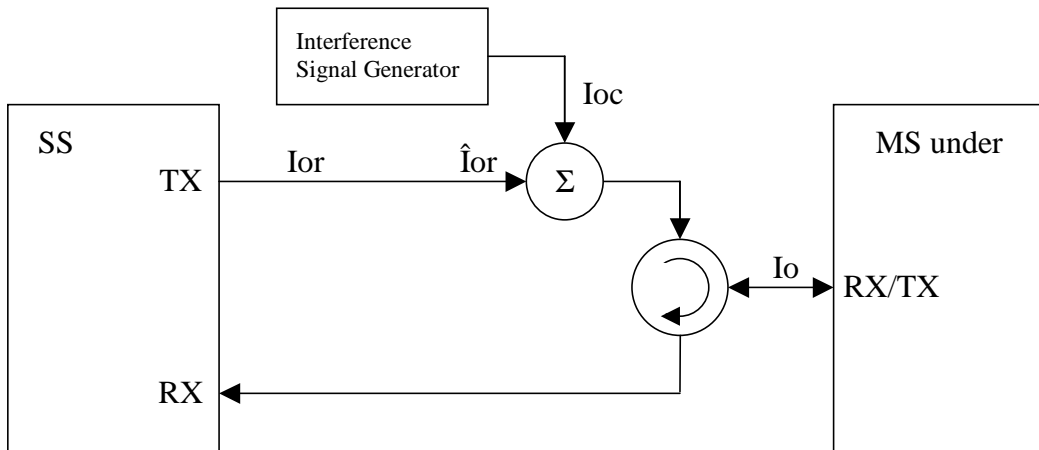 Interference
Signal Generator
Ioc
SS
MS under
TX
Ior
Îor
Σ
Io
RX/TX
RX